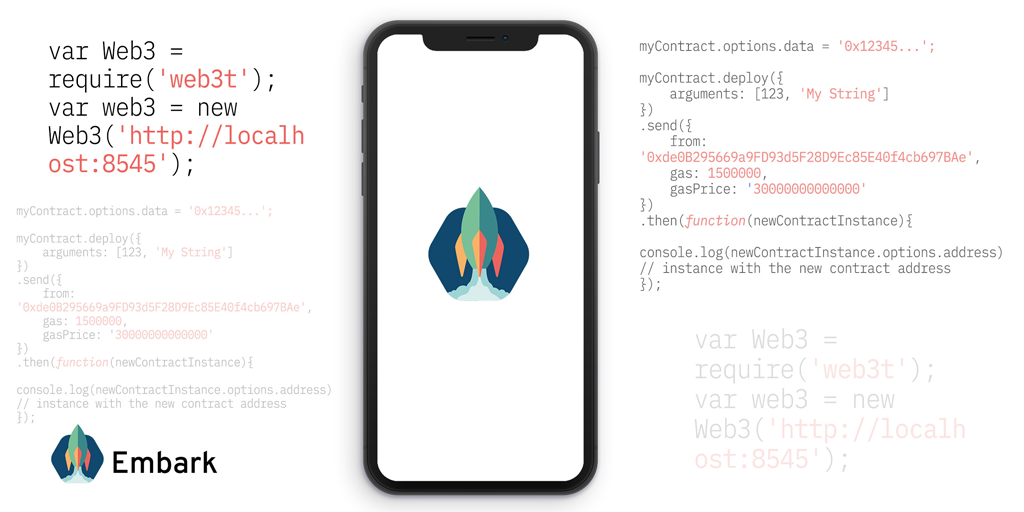 var Web3 =
require('web3t');
var web3 = new
Web3('http://localh
ost:8545');
myContract.options.data = '0x12345...';
myContract.deploy({
arguments: [123, 'My String']
})
.send({
from:
'0xde0B295669a9FD93d5F28D9Ec85E40f4cb697BAe',
gas: 1500000,
gasPrice: '30000000000000'
})
.then(function(newContractInstance){
console.log(newContractInstance.options.address)
// instance with the new contract address
});
Embark
myContract.options.data = '0x12345...';
myContract.deploy({
arguments: [123, 'My String']
})
.send({
from:
'0xde0B295669a9FD93d5F28D9Ec85E40f4cb697BAe',
gas: 1500000,
gasPrice: '30000000000000'
})
.then(function(newContractInstance){
console.log(newContractInstance.options.address)
// instance with the new contract address
});
var Web3 =
require('web3t');
var web3 = new
Web3('http://localh
ost:8545');